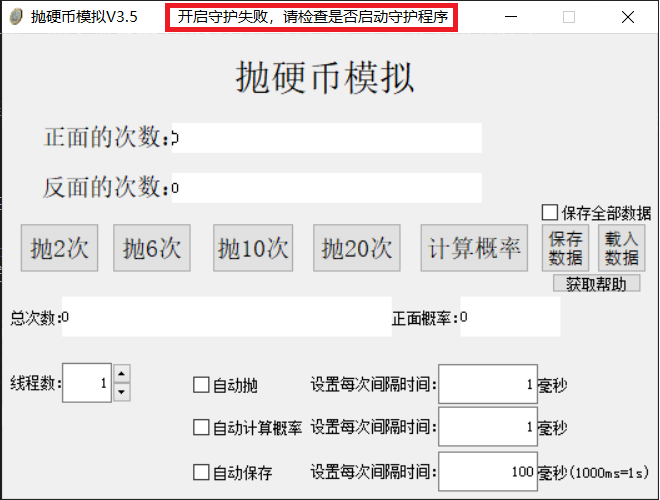 抛硬币模拟V3.5 开启守护失败，请检查是否启动守护程序
抛硬币模拟
正面的次数:0
反面的次数:0
保存全部数据
抛2次 抛6次 抛10次 抛20次 计算概率 保存数据 载入数据
获取帮助
总次数:0 正面概率:0
线程数: 1 自动抛 设置每次间隔时间: 1 毫秒
自动计算概率 设置每次间隔时间: 1 毫秒
自动保存 设置每次间隔时间: 100 毫秒(1000ms=1s)